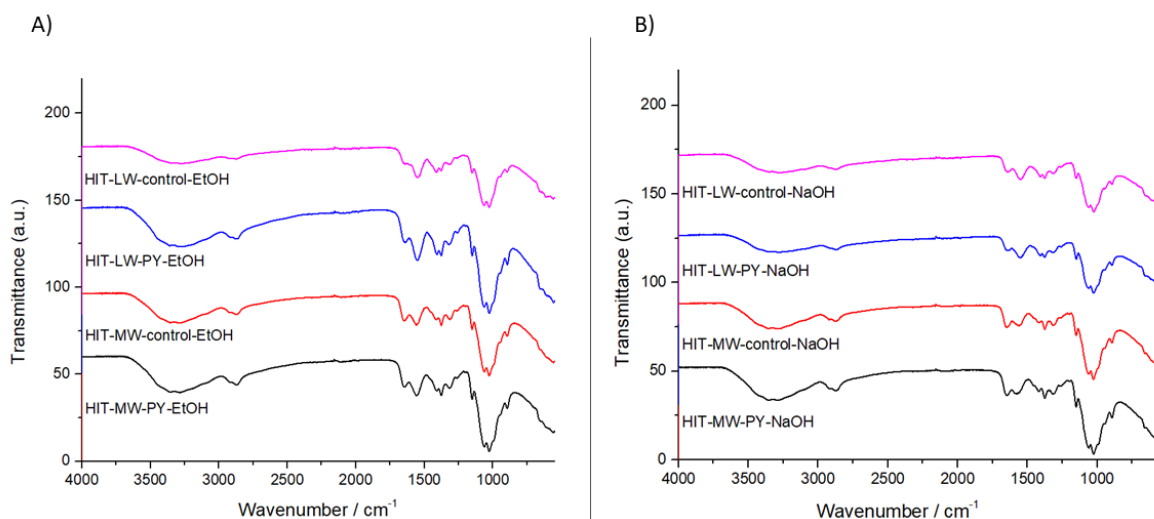 A)
200
150
100
50
0
Transmittance (a.u.)
HIT-LW-control-EtOH
HIT-LW-PY-EtOH
HIT-MW-control-EtOH
HIT-MW-PY-EtOH
4000 3500 3000 2500 2000 1500 1000
Wavenumber / cm⁻¹
B)
200
150
100
50
0
Transmittance (a.u.)
HIT-LW-control-NaOH
HIT-LW-PY-NaOH
HIT-MW-control-NaOH
HIT-MW-PY-NaOH
4000 3500 3000 2500 2000 1500 1000
Wavenumber / cm⁻¹